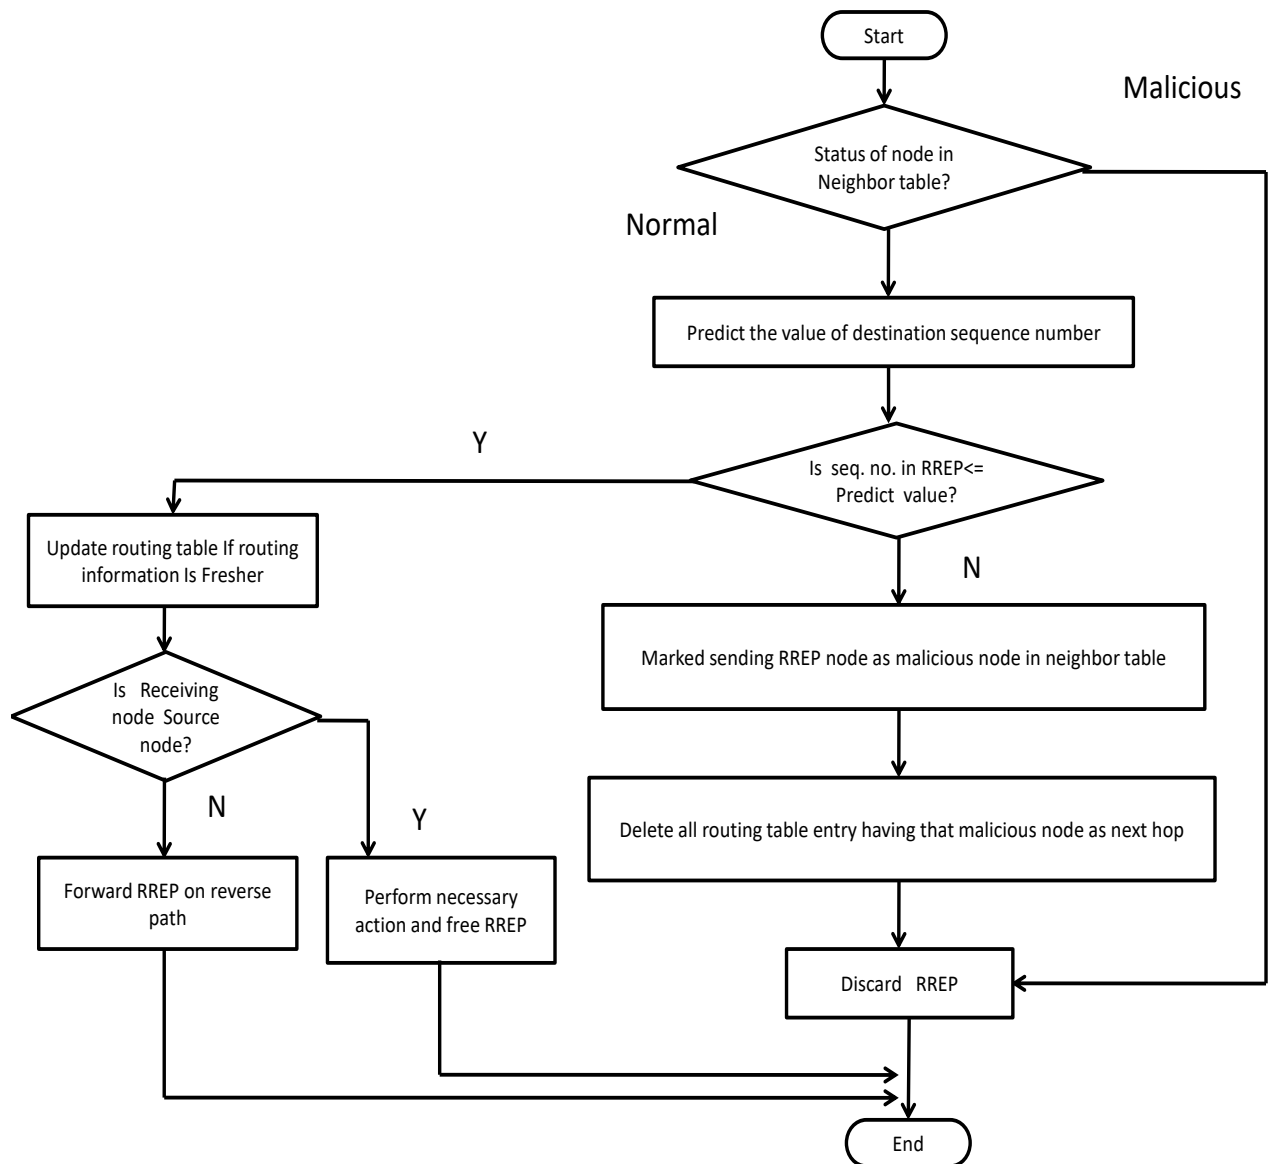 Start
Malicious
Status of node in
Neighbor table?
Normal
Predict the value of destination sequence number
Y
Is seq. no. in RREP<=
Predict value?
Update routing table If routing
information Is Fresher
N
Marked sending RREP node as malicious node in neighbor table
Is Receiving
node Source
node?
N
Y
Delete all routing table entry having that malicious node as next hop
Forward RREP on reverse
path
Perform necessary
action and free RREP
Discard RREP
End